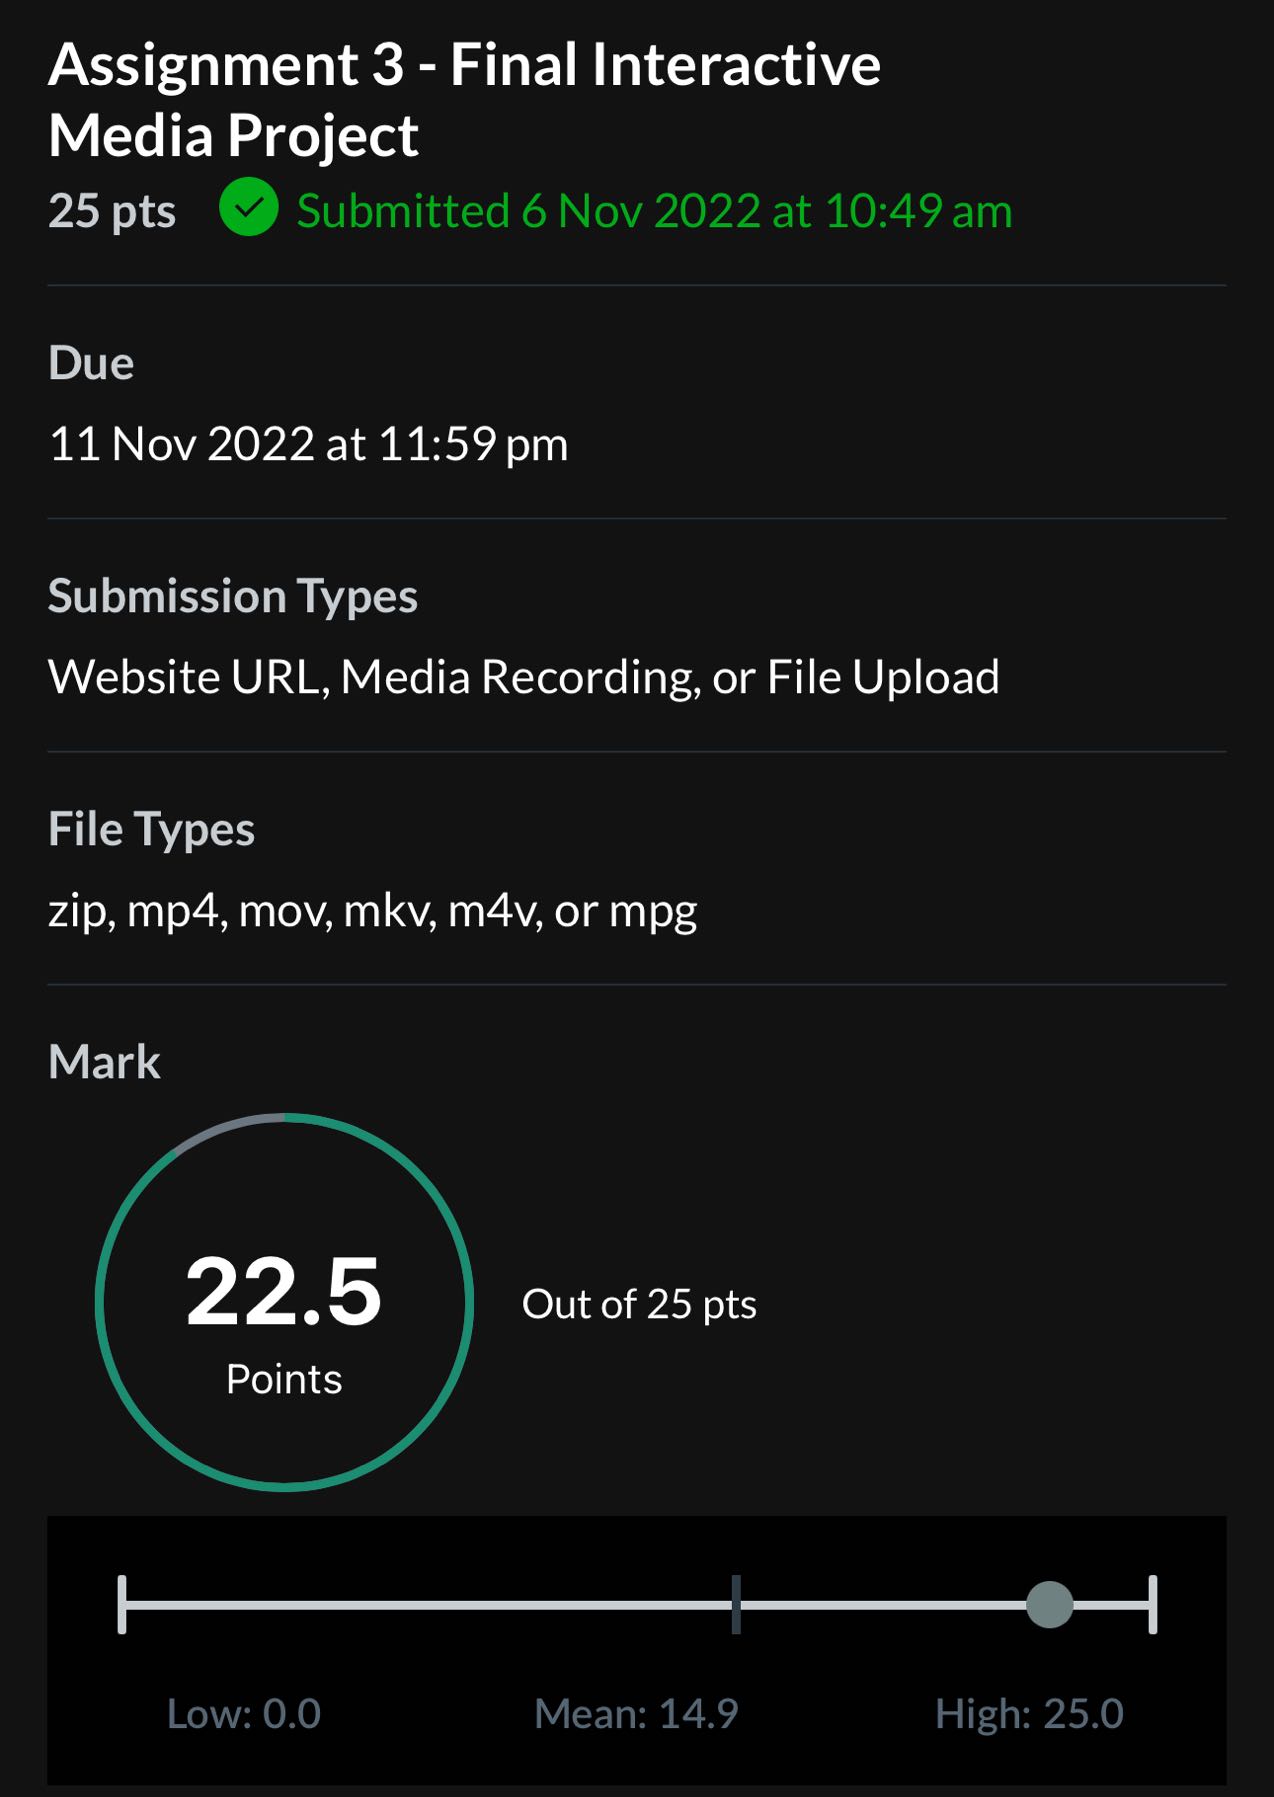 Assignment 3 - Final Interactive
Media Project
25 pts Submitted 6 Nov 2022 at 10:49 am
Due
11 Nov 2022 at 11:59 pm
Submission Types
Website URL, Media Recording, or File Upload
File Types
zip, mp4, mov, mkv, m4v, or mpg
Mark
22.5
Points
Out of 25 pts
Low: 0.0 Mean: 14.9 High: 25.0